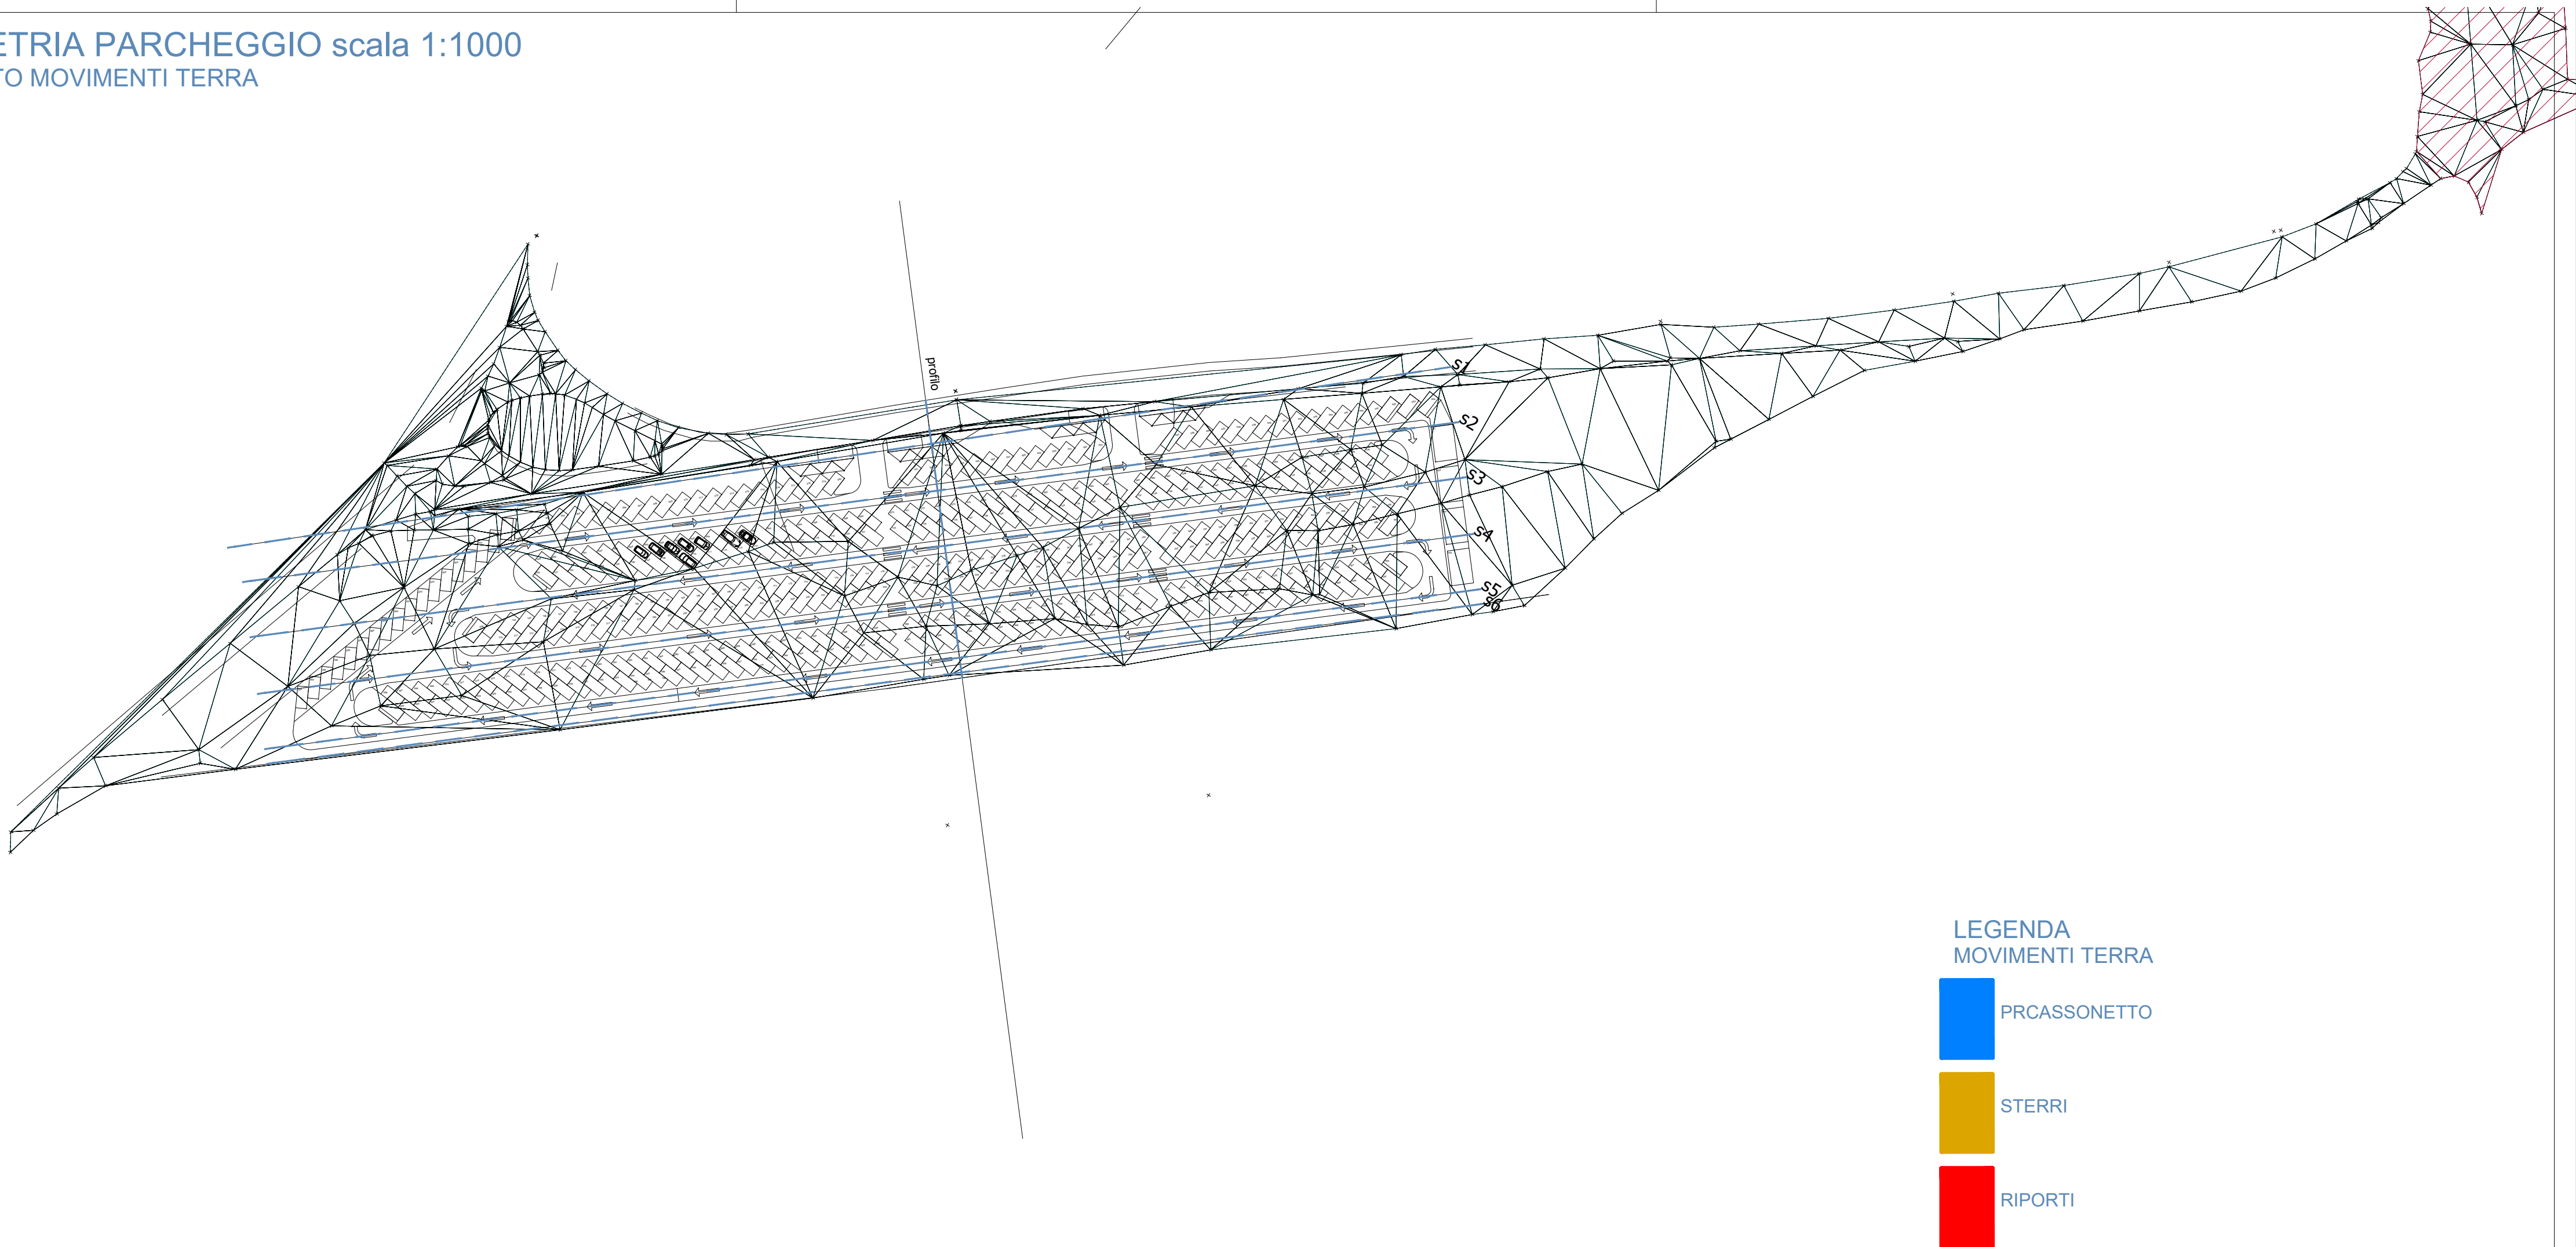 ETRIA PARCHEGGIO scala 1:1000
TO MOVIMENTI TERRA
profilo
s1
s2
s3
s4
s5
s6
LEGENDA
MOVIMENTI TERRA
PRCASSONETTO
STERRI
RIPORTI